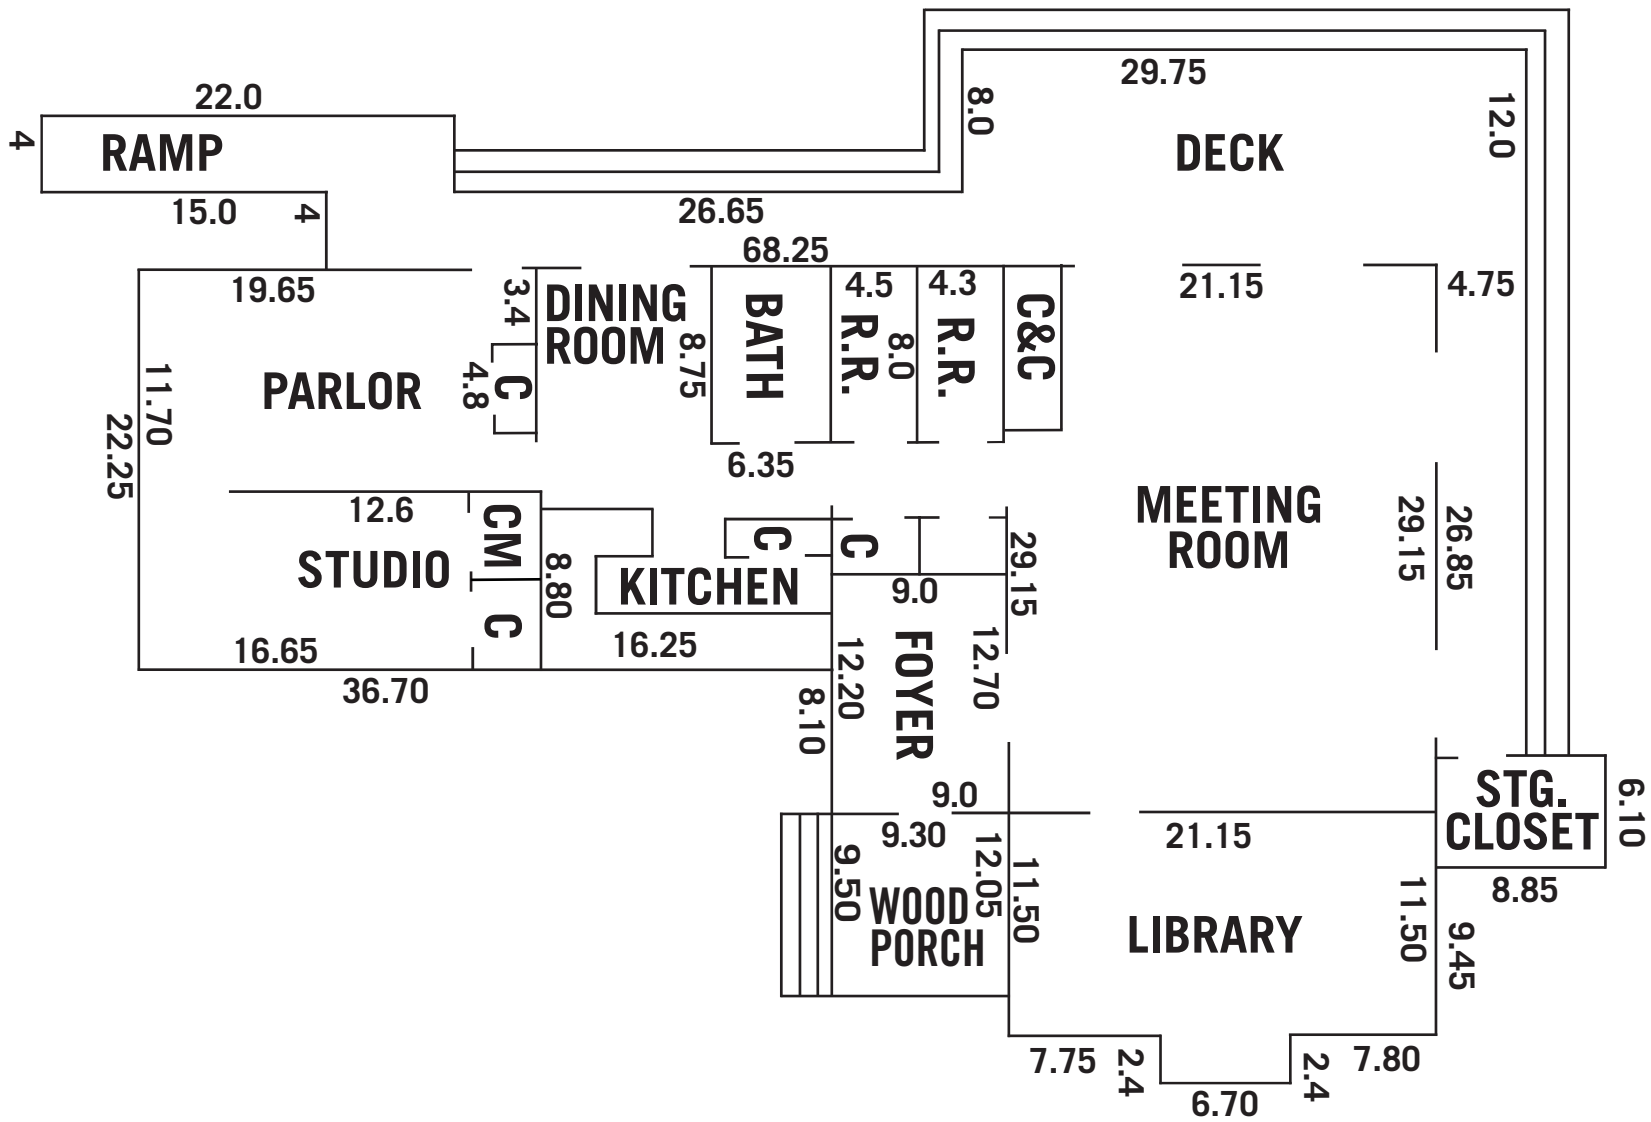 29.75
22.0
8.0
12.0
4
RAMP
DECK
15.0
4
26.65
68.25
19.65
3.4
DINING
ROOM
BATH
4.5
4.3
C&C
21.15
4.75
R.R.
8.0
R.R.
8.75
PARLOR
4.8
C
11.70
22.25
6.35
12.6
CM
MEETING
ROOM
29.15
26.85
STUDIO
8.80
C
C
29.15
KITCHEN
9.0
C
16.65
16.25
12.20
FOYER
12.70
36.70
8.10
9.0
STG.
CLOSET
6.10
9.30
21.15
9.50
12.05
11.50
WOOD
PORCH
LIBRARY
11.50
8.85
9.45
7.75
2.4
6.70
2.4
7.80